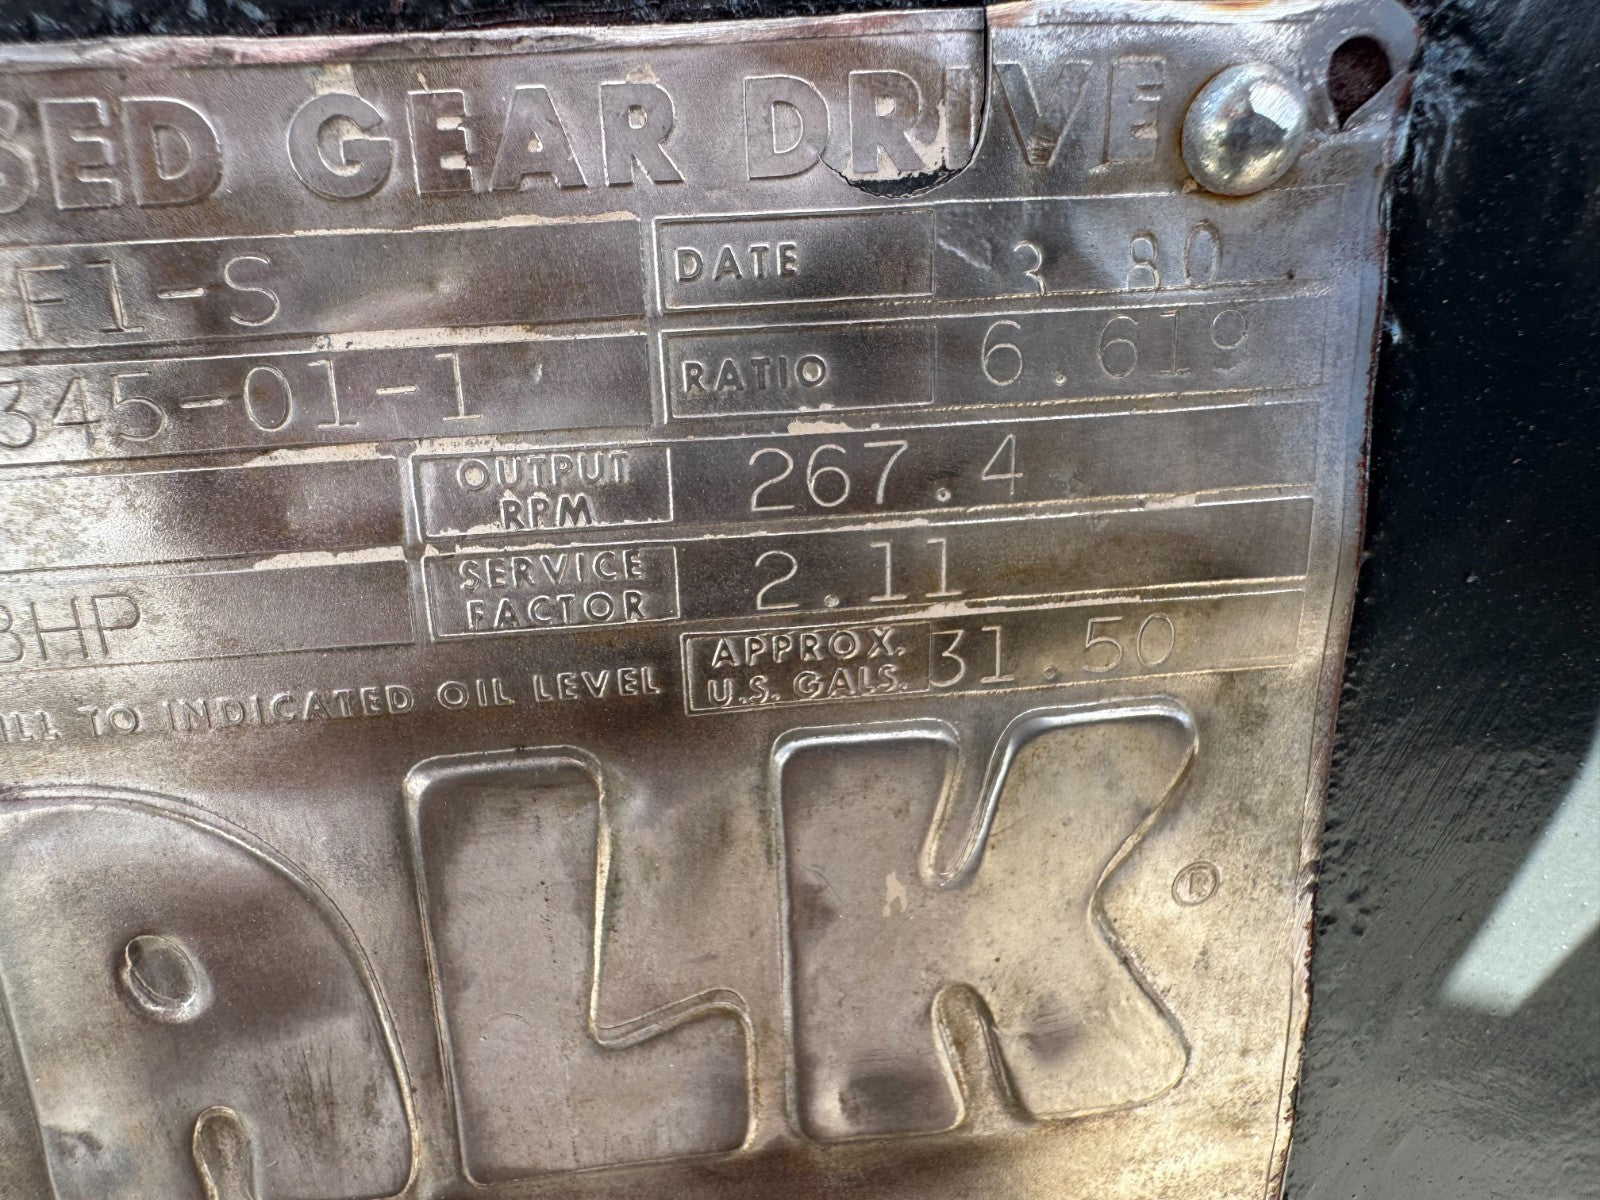 SED GEAR DRIVE
F1-S DATE 3 80
345-01-1 RATIO 6.619
OUTPUT RPM 267.4
SERVICE FACTOR 2.11
BHP
ILL TO INDICATED OIL LEVEL APPROX. U.S. GALS. 31.50
ALK ®